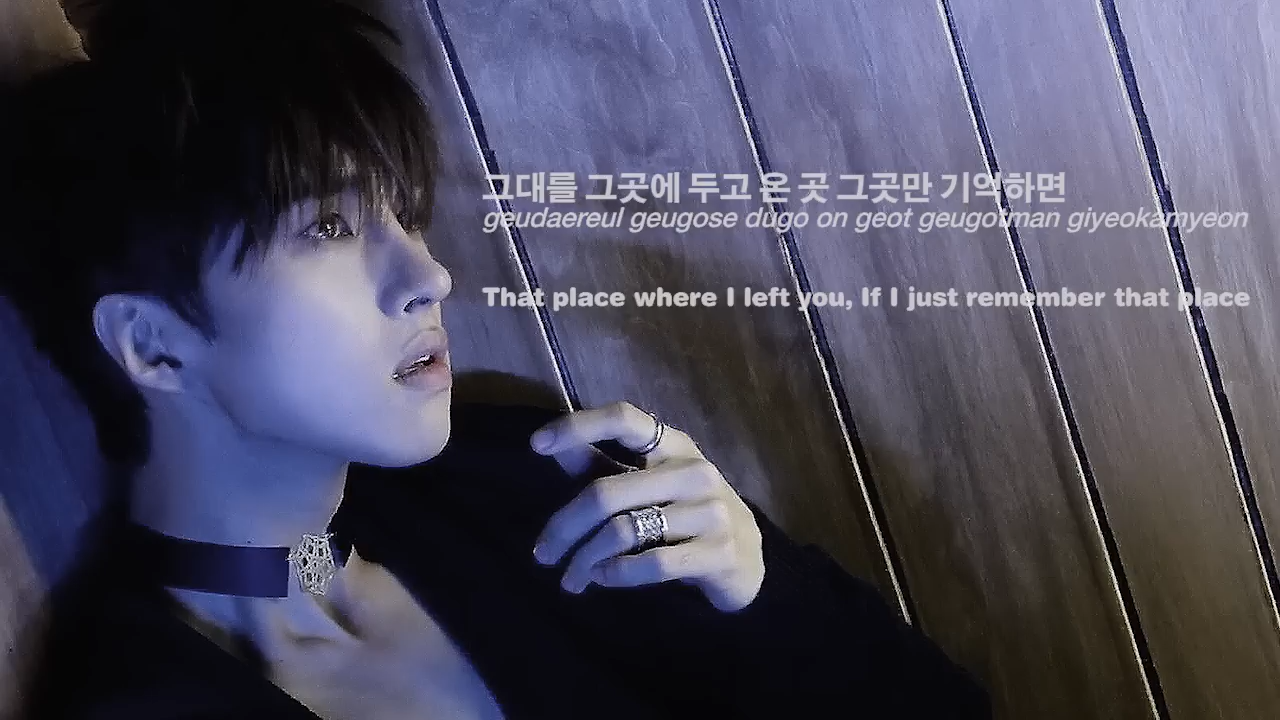 그대를 그곳에 두고 온 곳 그곳만 기억하면
geudaereul geugose dugo on geot geugotman giyeokamyeon
That place where I left you, If I just remember that place